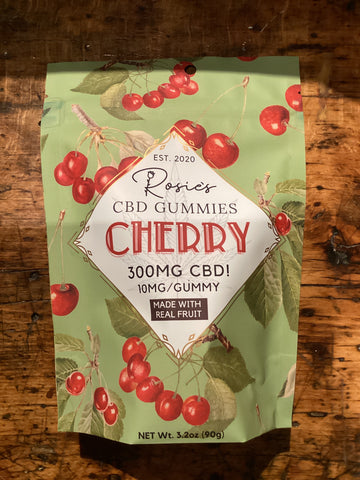 EST. 2020
Rosie's
CBD GUMMIES
CHERRY
300MG CBD!
10MG/GUMMY
MADE WITH
REAL FRUIT
NET Wt. 3.2oz (90g)